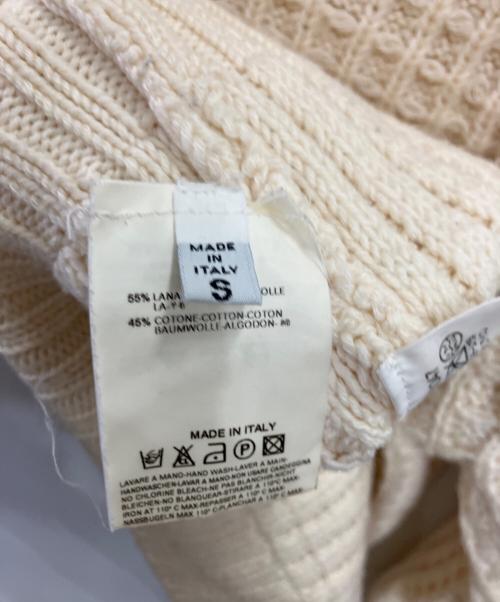 MADE
IN
ITALY
S
55% LANA OLLE
45% COTONE-COTTON-COTON
BAUMWOLLE-ALGODON-
MADE IN ITALY
LAVARE A MANO-HAND WASH-LAVER A MAIN-
HANDWASCHEN-LAVAR A MANO-NON USARE CANDEGGINA
NO CHLORINE BLEACH-NE PAS BLANCHIR-NICHT
BLEICHEN-NO BLANQUEAR-STIRARE A 110°C MAX-
IRON AT 110° C MAX-REPASSER A 110° C MAX-
NASSBUGELN MAX 110° C-PLANCHAR A 110° C MAX-